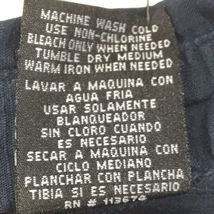 MACHINE WASH COLD
USE NON-CHLORINE
BLEACH ONLY WHEN NEEDED
TUMBLE DRY MEDIUM
WARM IRON WHEN NEEDED
LAVAR A MAQUINA CON
AGUA FRIA
USAR SOLAMENTE
BLANQUEADOR
SIN CLORO CUANDO
ES NECESARIO
SECAR A MAQUINA CON
CICLO MEDIANO
PLANCHAR CON PLANCHA
TIBIA SI ES NECESARIO
RN # 113674